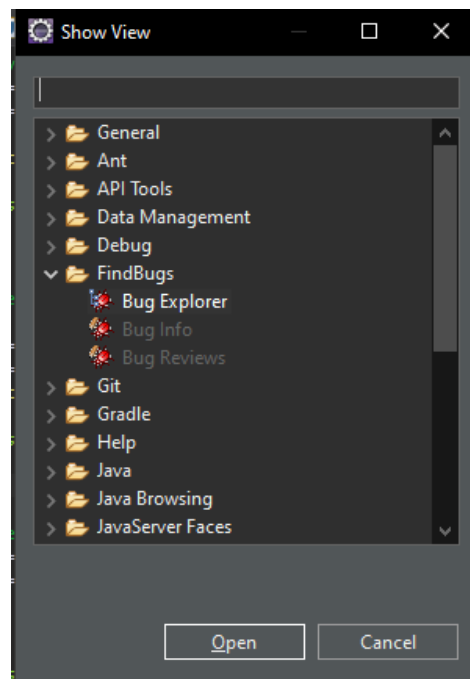 Show View
General
Ant
API Tools
Data Management
Debug
FindBugs
Bug Explorer
Bug Info
Bug Reviews
Git
Gradle
Help
Java
Java Browsing
JavaServer Faces
Open Cancel